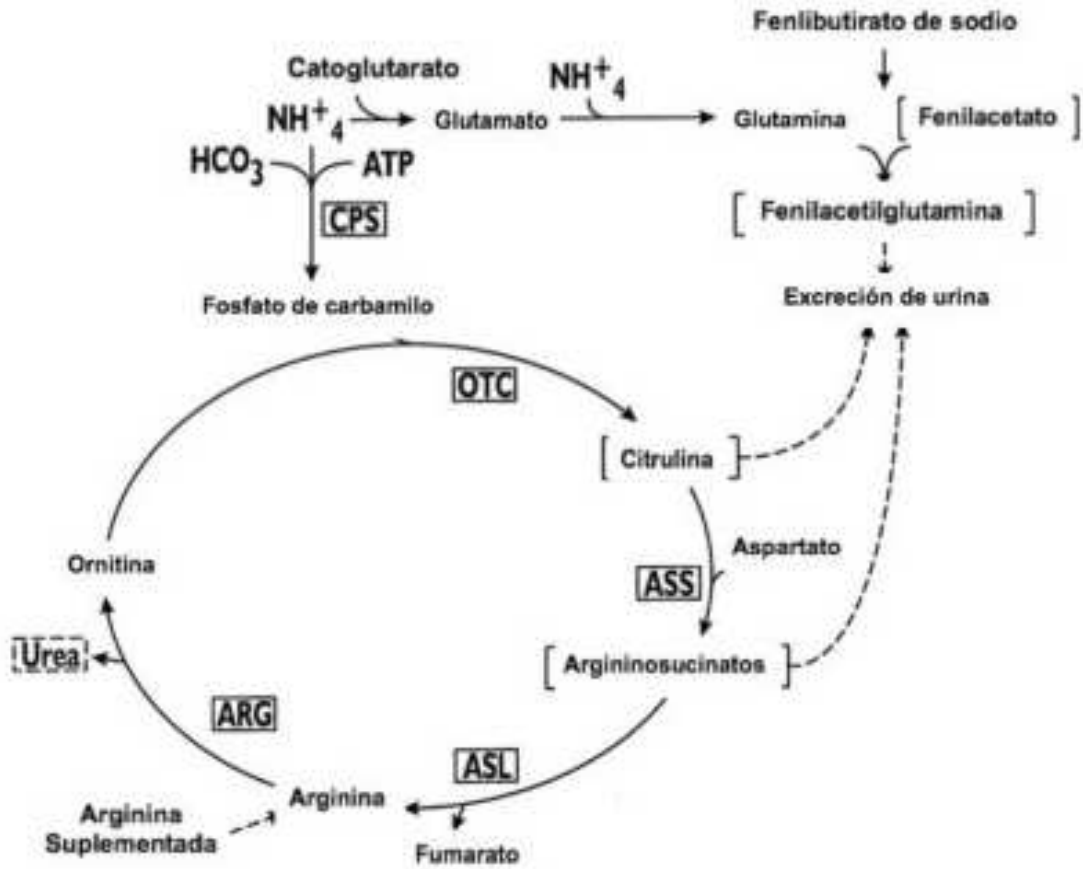 Fenlibutirato de sodio
Catoglutarato
NH+4
NH+4
Glutamato
Glutamina
[ Fenilacetato ]
HCO3
ATP
CPS
[ Fenilacetilglutamina ]
Fosfato de carbamilo
Excreción de urina
OTC
[ Citrulina ]
Ornitina
Aspartato
ASS
Urea
[ Argininosucinatos ]
ARG
ASL
Arginina
Arginina
Suplementada
Fumarato